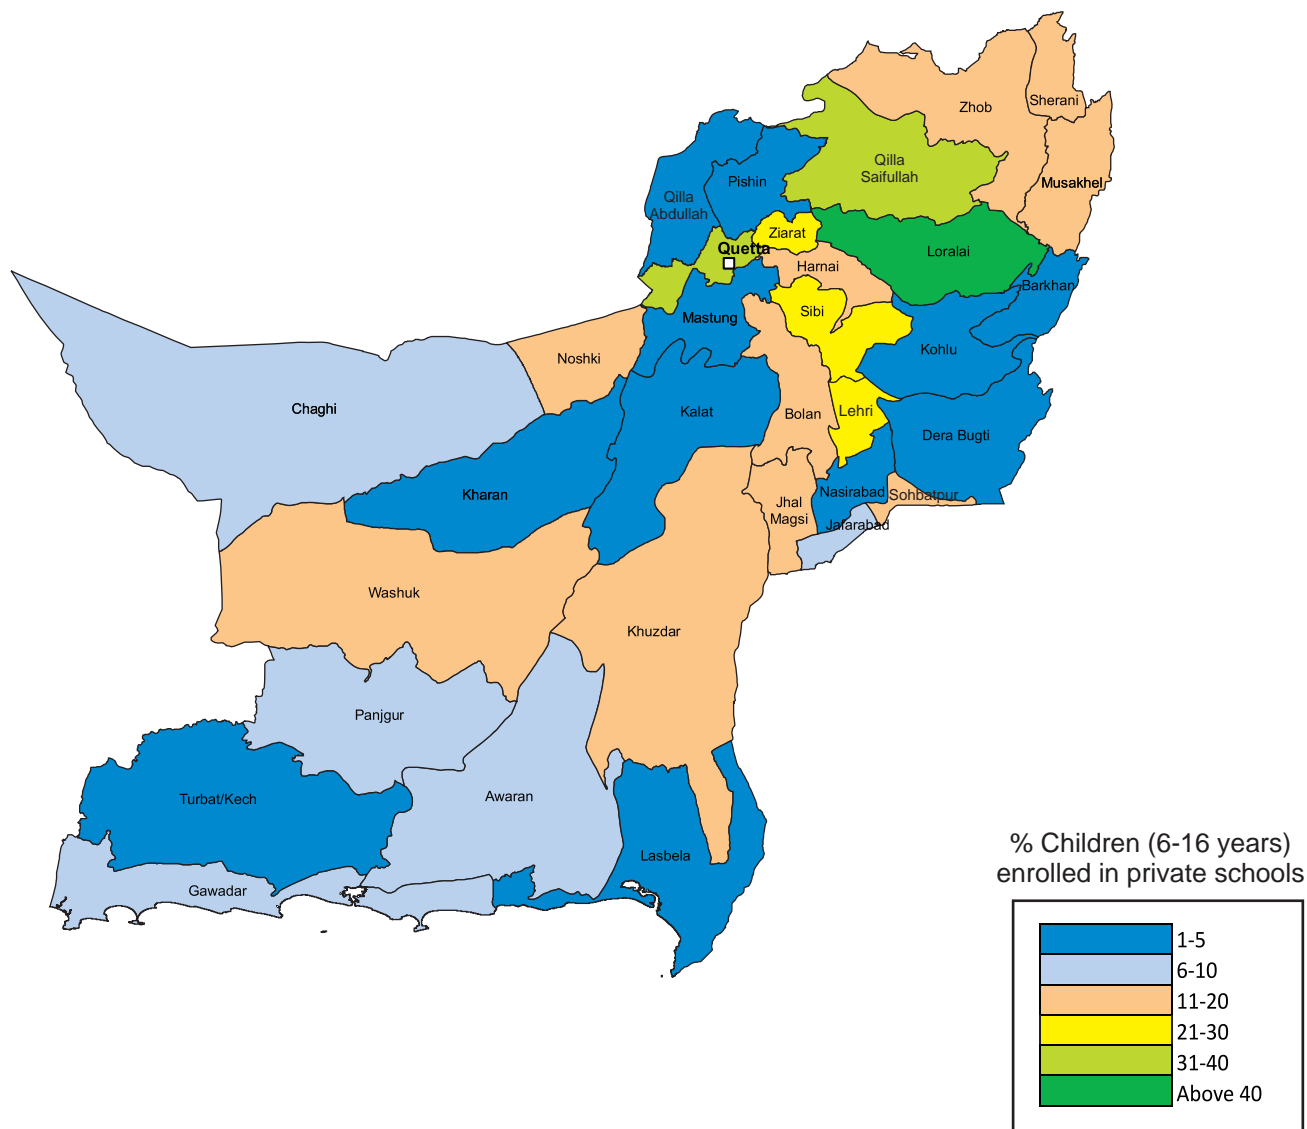 Zhob
Sherani
Qilla
Saifullah
Musakhel
Pishin
Qilla
Abdullah
Ziarat
Quetta
Loralai
Harnai
Barkhan
Sibi
Mastung
Kohlu
Noshki
Chaghi
Kalat
Bolan
Lehri
Dera Bugti
Kharan
Nasirabad
Sohbatpur
Jhal
Magsi
Jafarabad
Washuk
Khuzdar
Panjgur
Turbat/Kech
Awaran
Lasbela
Gawadar
% Children (6-16 years)
enrolled in private schools
1-5
6-10
11-20
21-30
31-40
Above 40